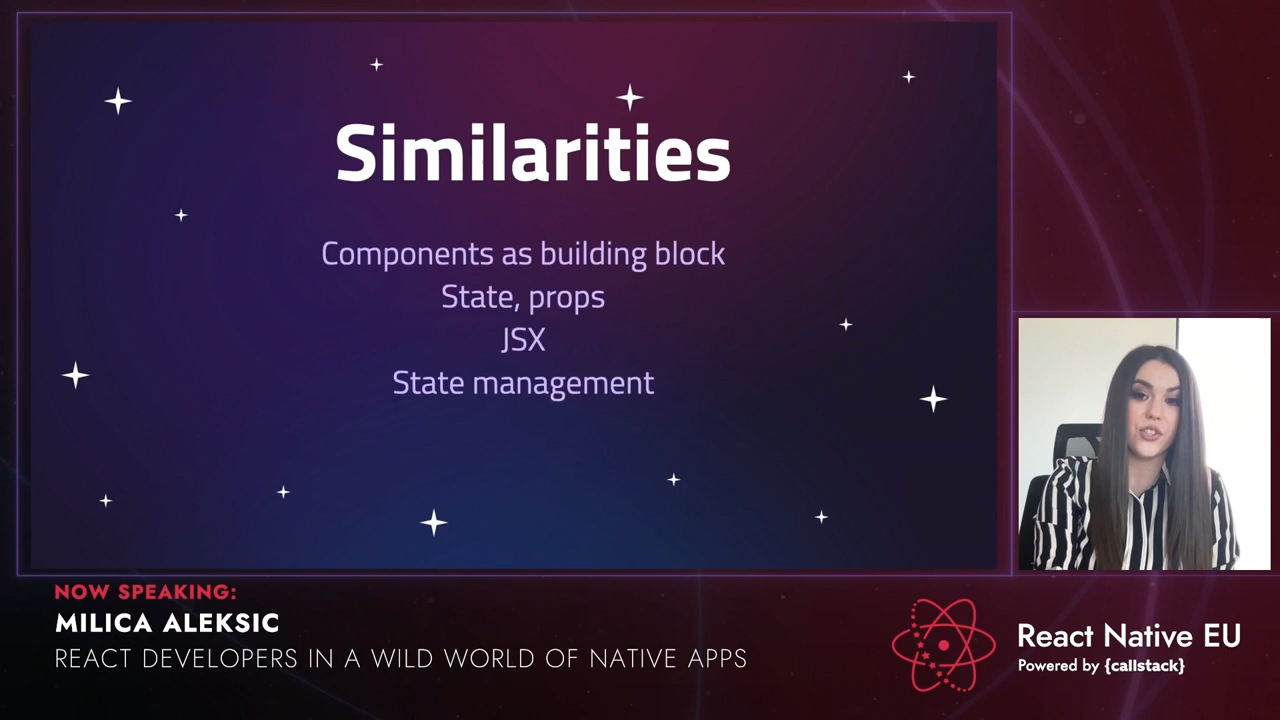 Similarities
Components as building block
State, props
JSX
State management
NOW SPEAKING:
MILICA ALEKSIC
REACT DEVELOPERS IN A WILD WORLD OF NATIVE APPS
React Native EU
Powered by {callstack}